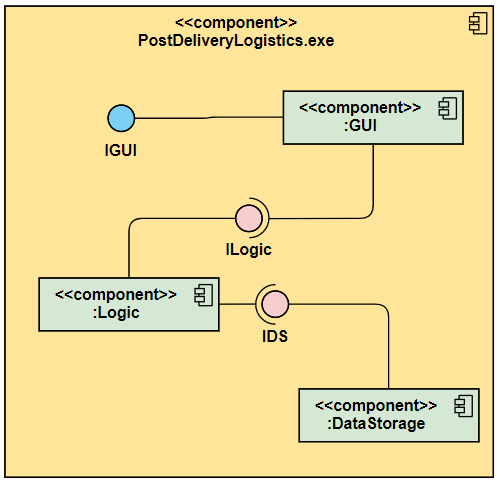 <<component>>
PostDeliveryLogistics.exe
<<component>>
:GUI
IGUI
ILogic
<<component>>
:Logic
IDS
<<component>>
:DataStorage